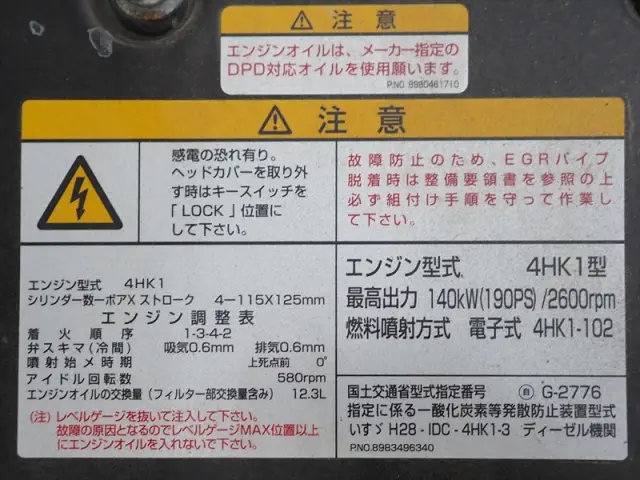 ⚠ 注意
エンジンオイルは、メーカー指定の
DPD対応オイルを使用願います。
P.NO 8980461710
⚠ 注意
感電の恐れ有り。
ヘッドカバーを取り外
す時はキースイッチを
「LOCK」位置に
して下さい。
故障防止のため、EGRパイプ
脱着時は整備要領書を参照の上
必ず組付け手順を守って作業し
て下さい。
エンジン型式 4HK1
シリンダー数ーボアX ストローク 4-115X125mm
エンジン調整表
着火順序 1-3-4-2
弁スキマ(冷間) 吸気0.6mm 排気0.6mm
噴射始メ時期 上死点前 0°
アイドル回転数 580rpm
エンジンオイルの交換量(フィルター部交換量含み) 12.3L
(注) レベルゲージを抜いて注入して下さい。
故障の原因となるのでレベルゲージMAX位置以上
にエンジンオイルを入れないで下さい。
エンジン型式 4HK1型
最高出力 140kW(190PS)/2600rpm
燃料噴射方式 電子式 4HK1-102
国土交通省型式指定番号 ㊀ G-2776
指定に係る一酸化炭素等発散防止装置型式
いすゞ H28-IDC-4HK1-3 ディーゼル機関
P.NO.8983496340